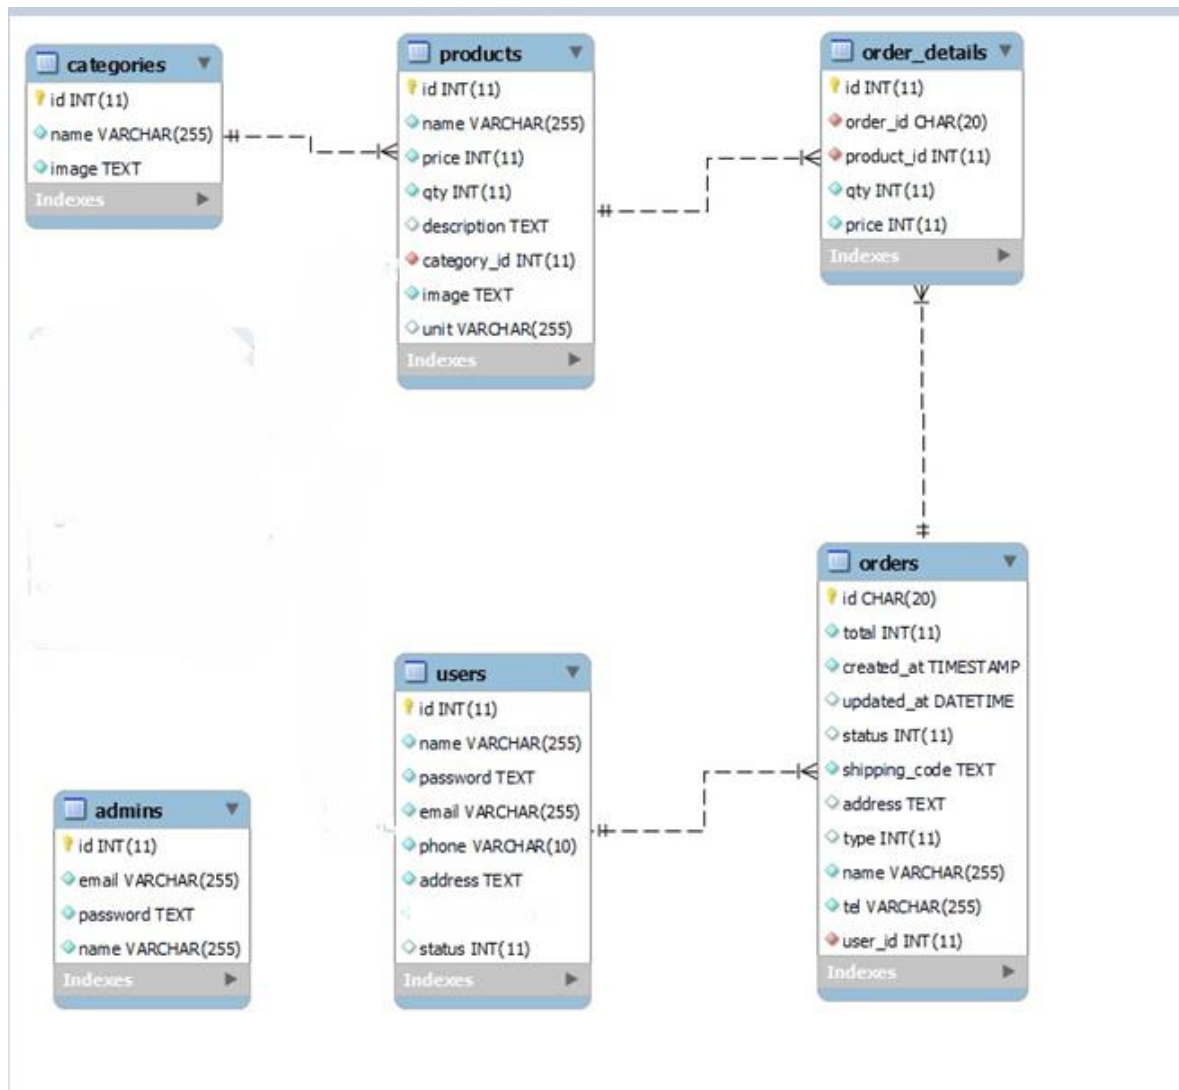 categories
id INT(11)
name VARCHAR(255)
image TEXT
Indexes
products
id INT(11)
name VARCHAR(255)
price INT(11)
qty INT(11)
description TEXT
category_id INT(11)
image TEXT
unit VARCHAR(255)
Indexes
order_details
id INT(11)
order_id CHAR(20)
product_id INT(11)
qty INT(11)
price INT(11)
Indexes
admins
id INT(11)
email VARCHAR(255)
password TEXT
name VARCHAR(255)
Indexes
users
id INT(11)
name VARCHAR(255)
password TEXT
email VARCHAR(255)
phone VARCHAR(10)
address TEXT
status INT(11)
Indexes
orders
id CHAR(20)
total INT(11)
created_at TIMESTAMP
updated_at DATETIME
status INT(11)
shipping_code TEXT
address TEXT
type INT(11)
name VARCHAR(255)
tel VARCHAR(255)
user_id INT(11)
Indexes